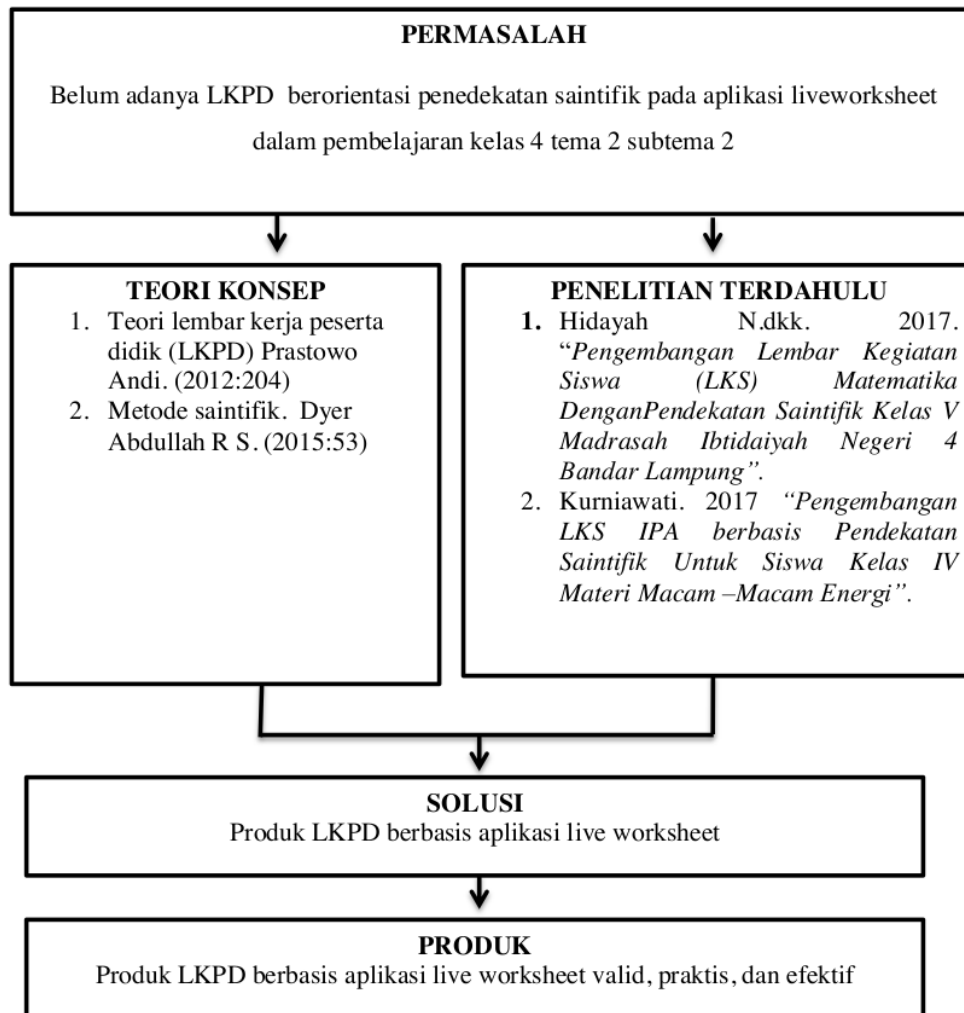 PERMASALAH
Belum adanya LKPD berorientasi penedekatan saintifik pada aplikasi liveworksheet
dalam pembelajaran kelas 4 tema 2 subtema 2
TEORI KONSEP
1. Teori lembar kerja peserta
didik (LKPD) Prastowo
Andi. (2012:204)
2. Metode saintifik. Dyer
Abdullah R S. (2015:53)
PENELITIAN TERDAHULU
1. Hidayah N.dkk. 2017.
“Pengembangan Lembar Kegiatan
Siswa (LKS) Matematika
DenganPendekatan Saintifik Kelas V
Madrasah Ibtidaiyah Negeri 4
Bandar Lampung”.
2. Kurniawati. 2017 “Pengembangan
LKS IPA berbasis Pendekatan
Saintifik Untuk Siswa Kelas IV
Materi Macam –Macam Energi”.
SOLUSI
Produk LKPD berbasis aplikasi live worksheet
PRODUK
Produk LKPD berbasis aplikasi live worksheet valid, praktis, dan efektif